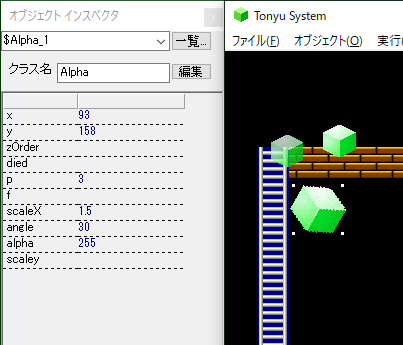 オブジェクト インスペクタ
$Alpha_1
一覧...
クラス名
Alpha
編集
x 93
y 158
zOrder
died
p 3
f
scaleX 1.5
angle 30
alpha 255
scaley
Tonyu System
ファイル(F) オブジェクト(O) 実行(